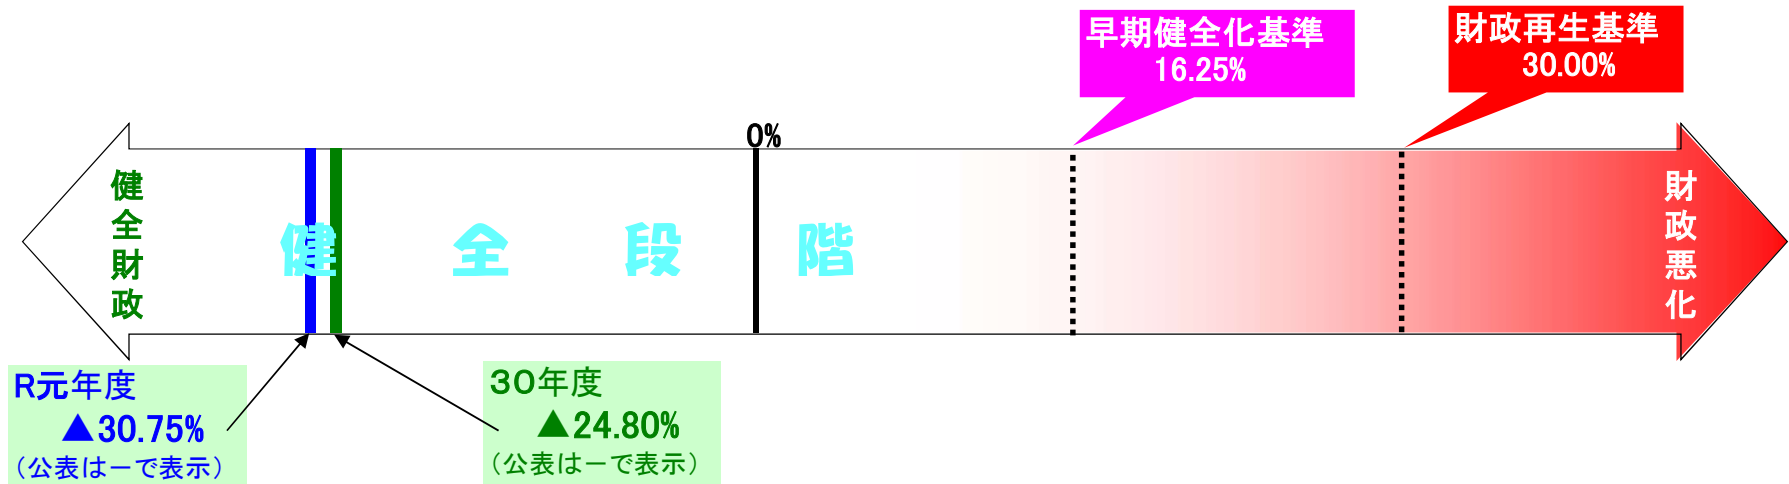 早期健全化基準
16.25%
財政再生基準
30.00%
0%
健全財政
健全段階
財政悪化
R元年度
▲30.75%
（公表は－で表示）
３０年度
▲24.80%
（公表は－で表示）